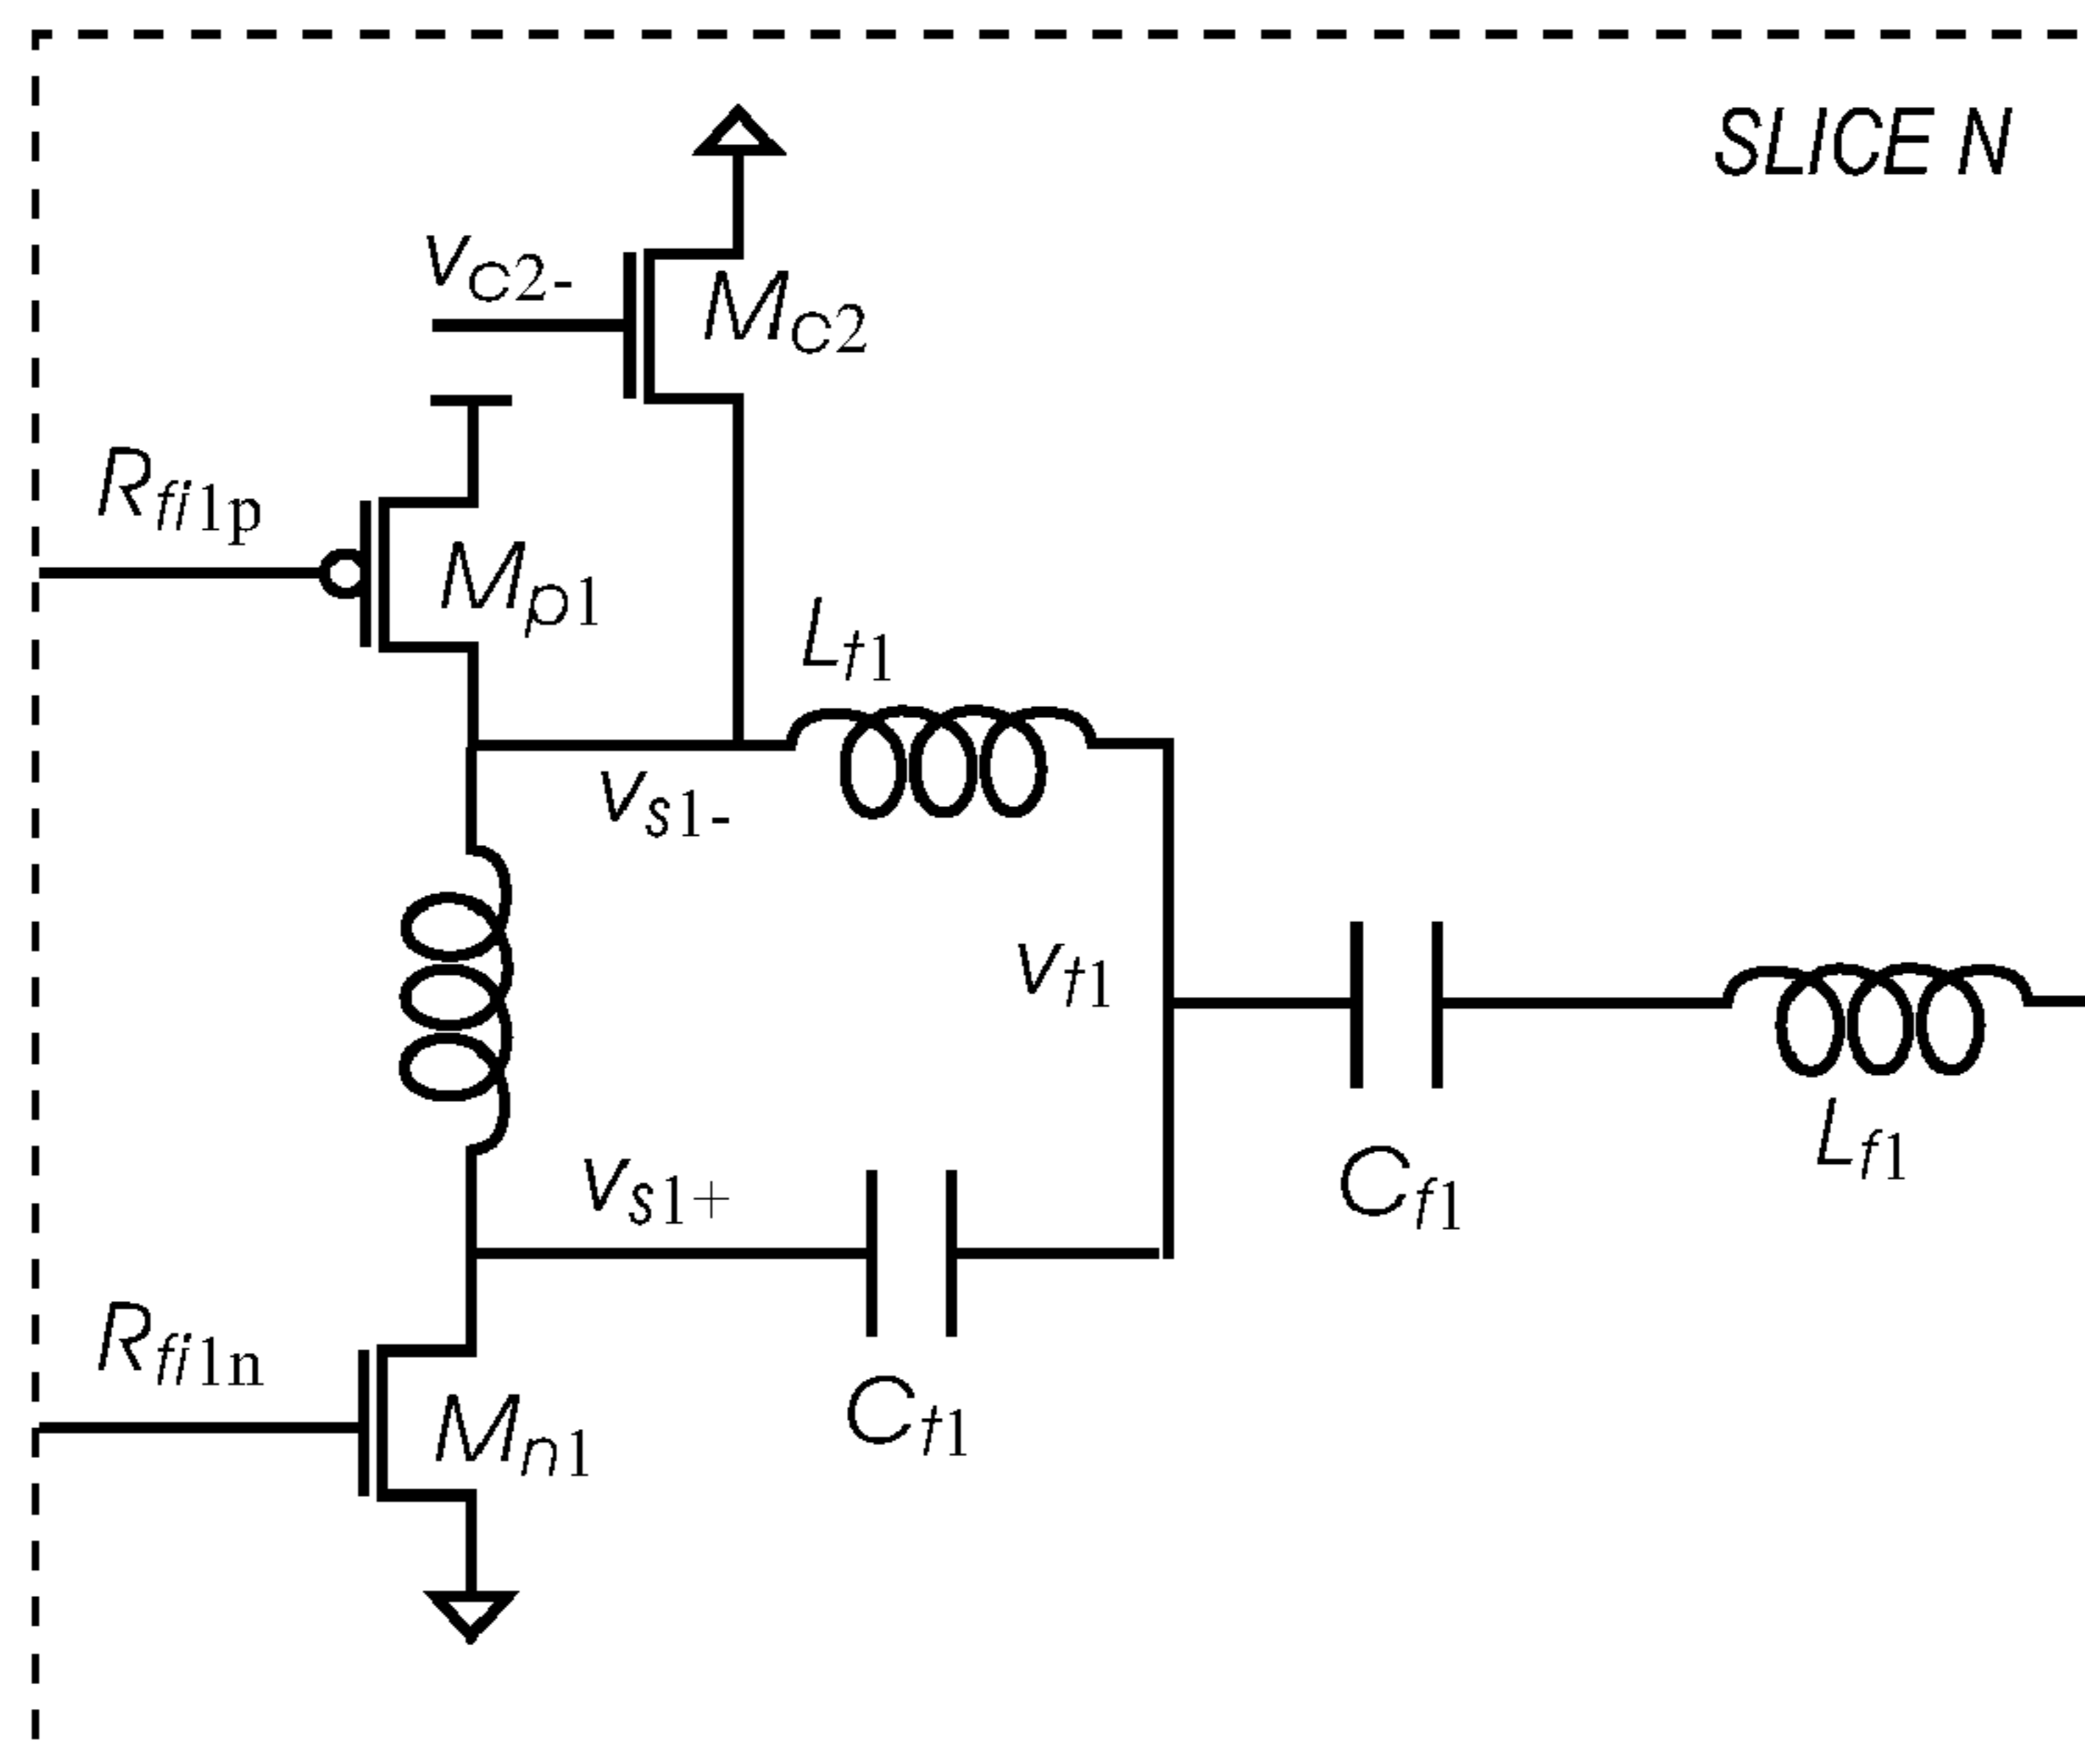 SLICE N
vC2-
MC2
Rfi1p
Mp1
Lt1
vs1-
vt1
vs1+
Cf1
Lf1
Rfi1n
Mn1
Ct1